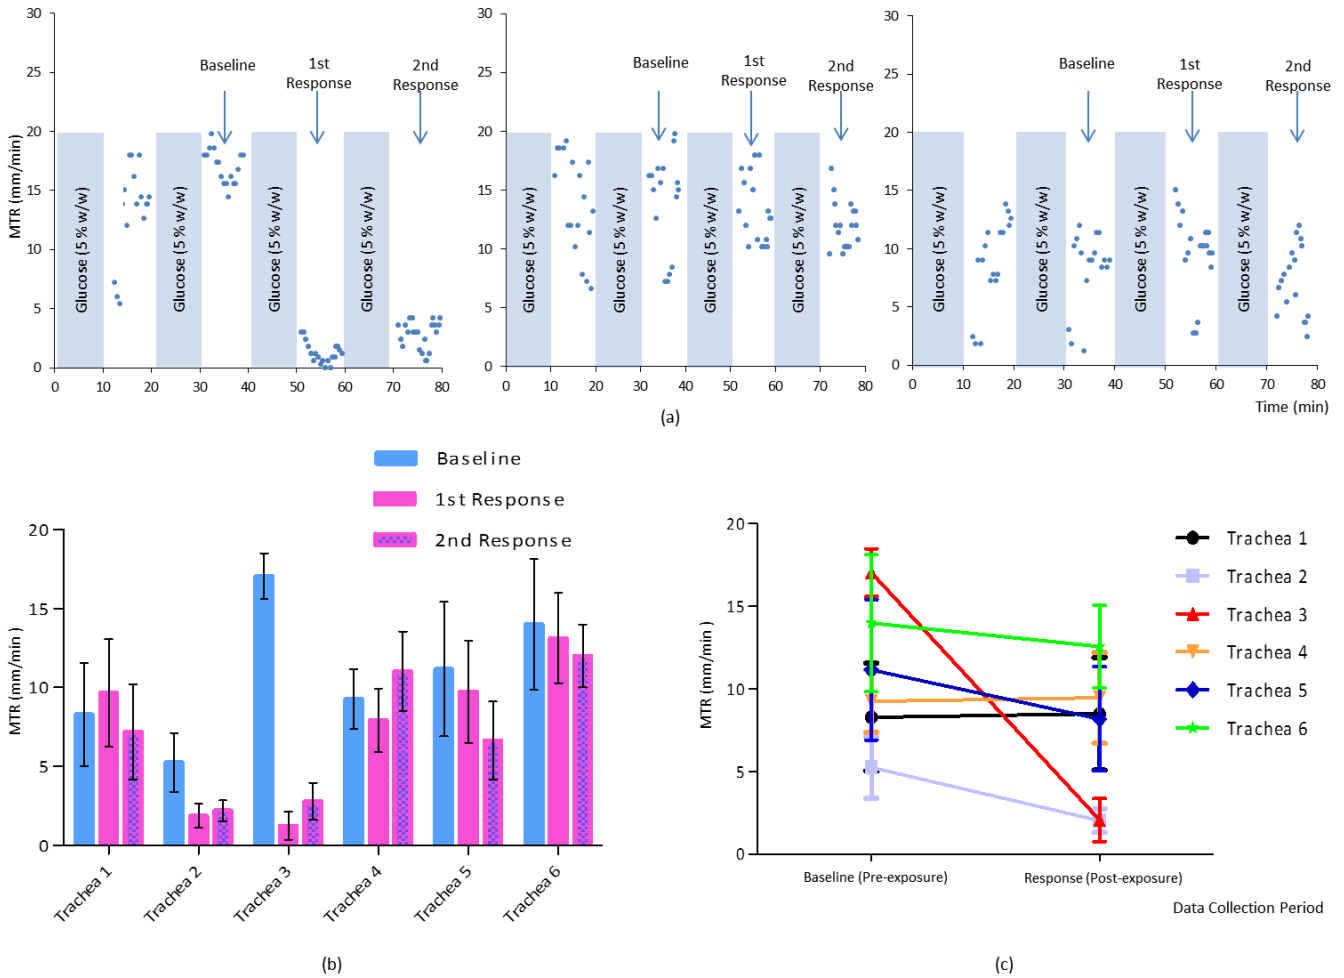 30
25
20
15
10
5
0
MTR (mm/min)
Baseline
1st
Response
2nd
Response
Glucose (5 % w/w)
Glucose (5 % w/w)
Glucose (5 % w/w)
Glucose (5 % w/w)
0 10 20 30 40 50 60 70 80
30
25
20
15
10
5
0
Baseline
1st
Response
2nd
Response
Glucose (5 % w/w)
Glucose (5 % w/w)
Glucose (5 % w/w)
Glucose (5 % w/w)
0 10 20 30 40 50 60 70 80
30
25
20
15
10
5
0
Baseline
1st
Response
2nd
Response
Glucose (5 % w/w)
Glucose (5 % w/w)
Glucose (5 % w/w)
Glucose (5 % w/w)
0 10 20 30 40 50 60 70 80
Time (min)
(a)
Baseline
1st Response
2nd Response
20
15
10
5
0
MTR (mm/min )
Trachea 1
Trachea 2
Trachea 3
Trachea 4
Trachea 5
Trachea 6
(b)
20
15
10
5
0
MTR (mm/min )
Baseline (Pre-exposure)
Response (Post-exposure)
Data Collection Period
Trachea 1
Trachea 2
Trachea 3
Trachea 4
Trachea 5
Trachea 6
(c)